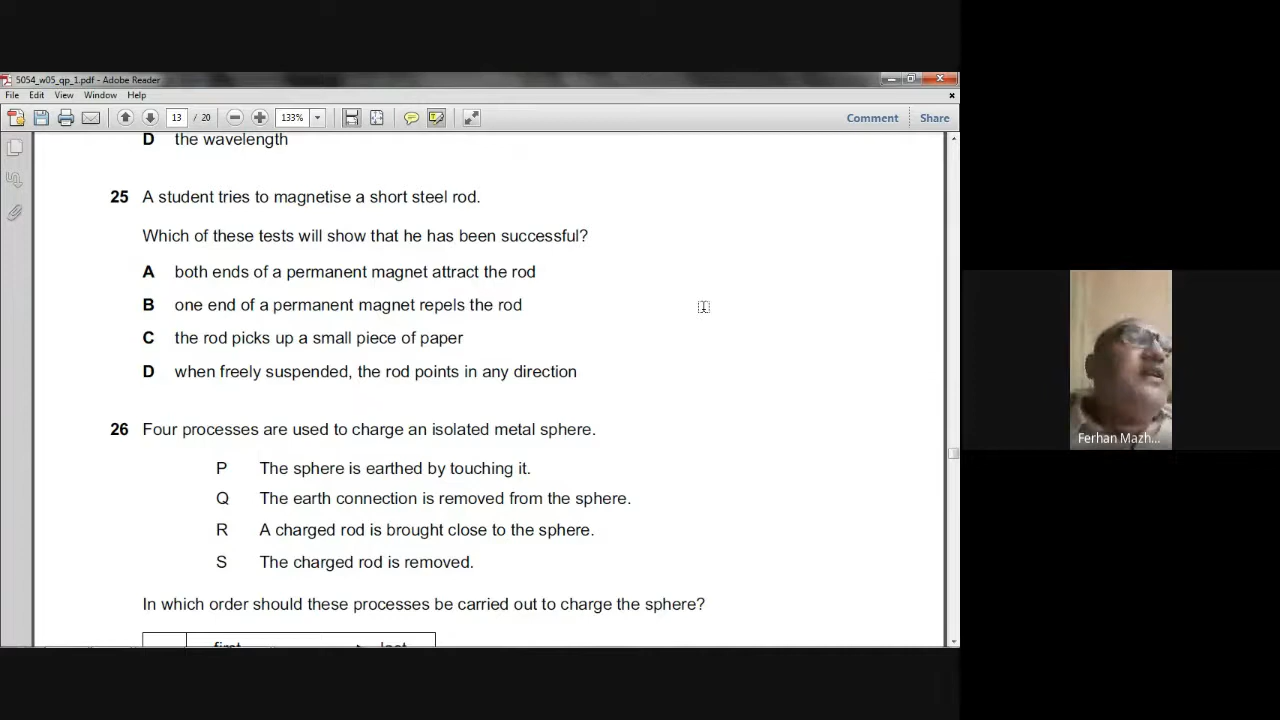 5054_w05_qp_1.pdf - Adobe Reader
File Edit View Window Help
13 / 20 133% Comment Share
D the wavelength
25 A student tries to magnetise a short steel rod.
Which of these tests will show that he has been successful?
A both ends of a permanent magnet attract the rod
B one end of a permanent magnet repels the rod
C the rod picks up a small piece of paper
D when freely suspended, the rod points in any direction
26 Four processes are used to charge an isolated metal sphere.
P The sphere is earthed by touching it.
Q The earth connection is removed from the sphere.
R A charged rod is brought close to the sphere.
S The charged rod is removed.
In which order should these processes be carried out to charge the sphere?
first last
Ferhan Mazh...